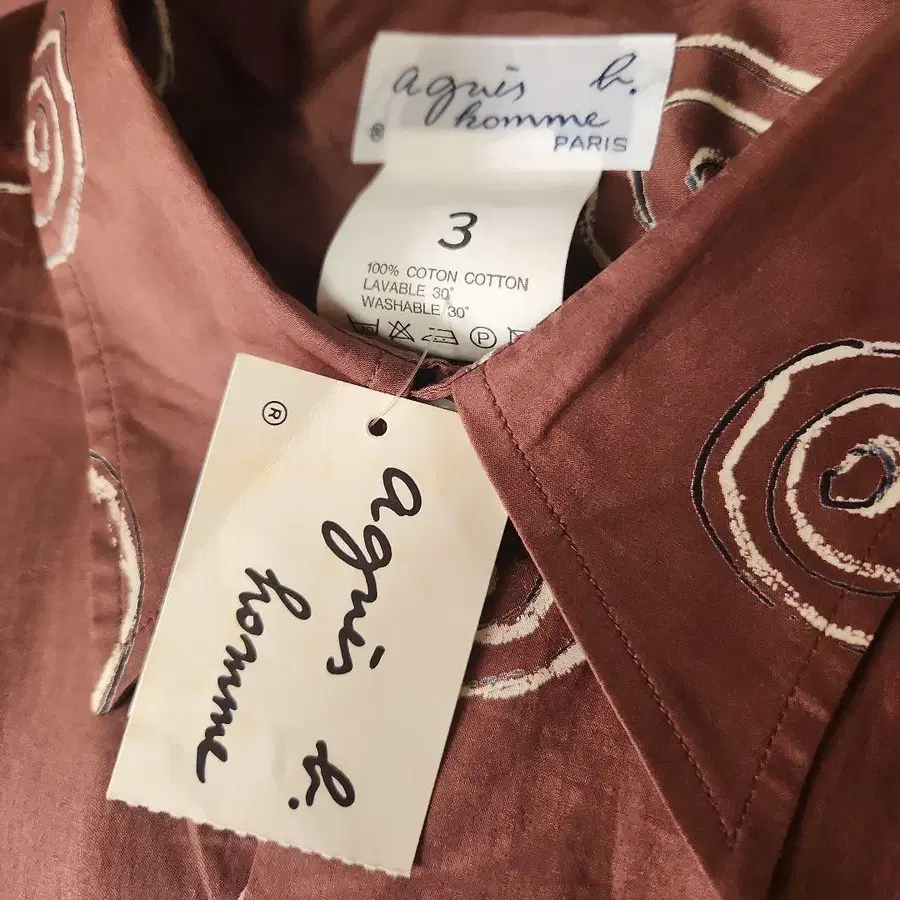 agnès b.
homme
® PARIS
3
100% COTON COTTON
LAVABLE 30°
WASHABLE 30°
P
®
agnès b.
homme